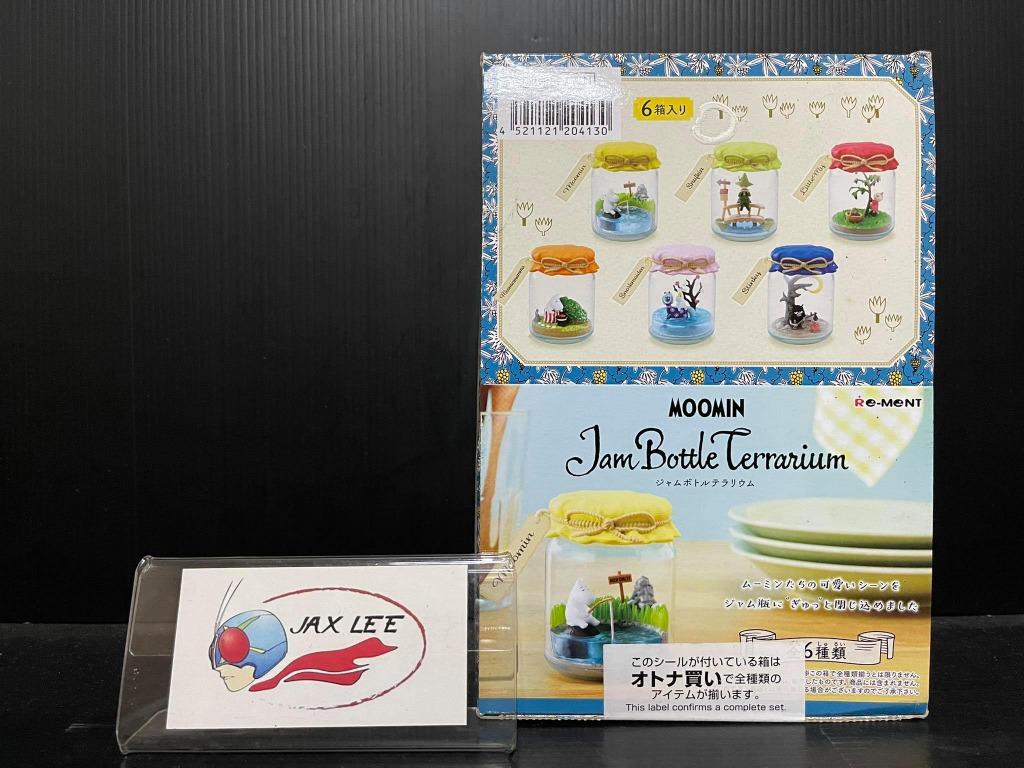 4 521121 204130
6箱入り
Moomin
Snufkin
Little My
Moominmamma
Snorkmaiden
Stinky
MOOMIN
Re-MeNT
Jam Bottle Terrarium
ジャムボトルテラリウム
Moomin
ムーミンたちの可愛いシーンを
ジャム瓶に"ぎゅっ"と閉じ込めました
全6種類
しゅるい
このシールが付いている箱は
オトナ買いで全種類の
アイテムが揃います。
This label confirms a complete set.
JAX LEE